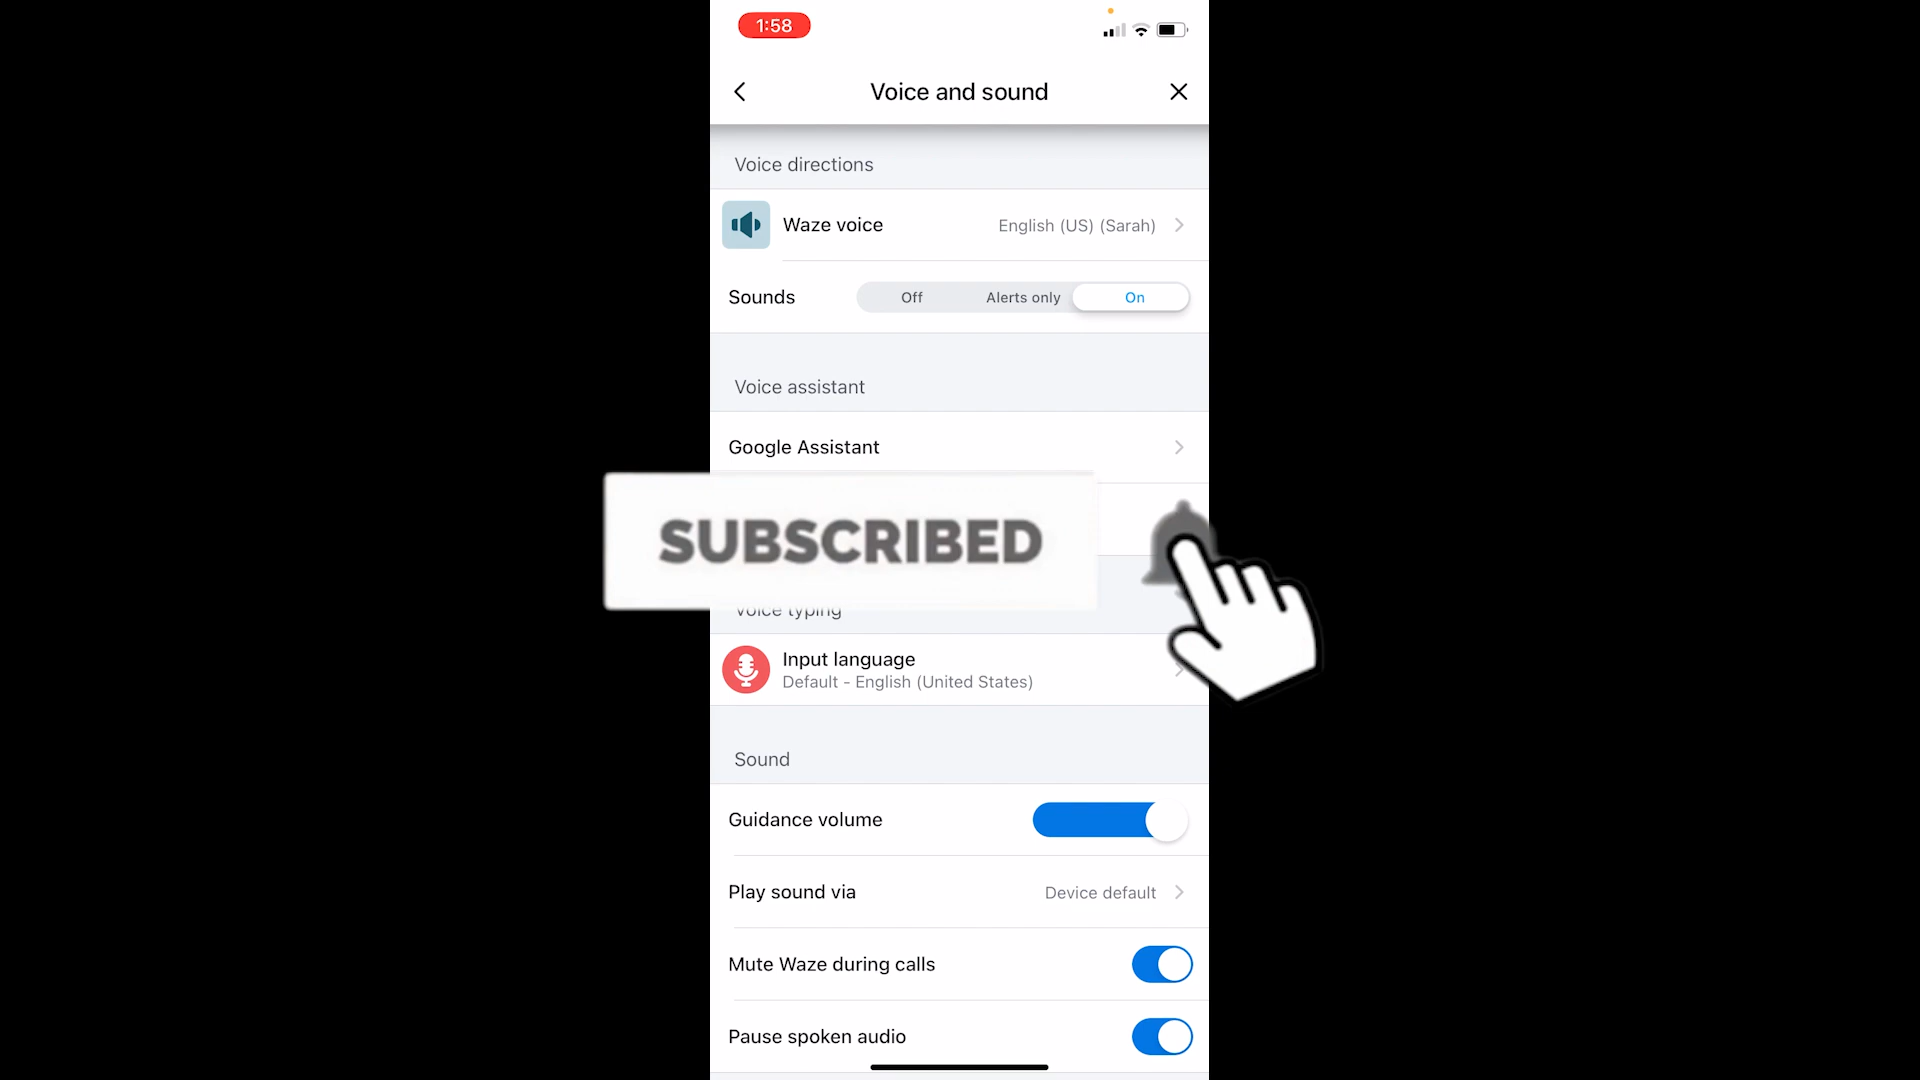 1:58
Voice and sound
Voice directions
Waze voice English (US) (Sarah)
Sounds Off Alerts only On
Voice assistant
Google Assistant
SUBSCRIBED
Voice typing
Input language
Default - English (United States)
Sound
Guidance volume
Play sound via Device default
Mute Waze during calls
Pause spoken audio